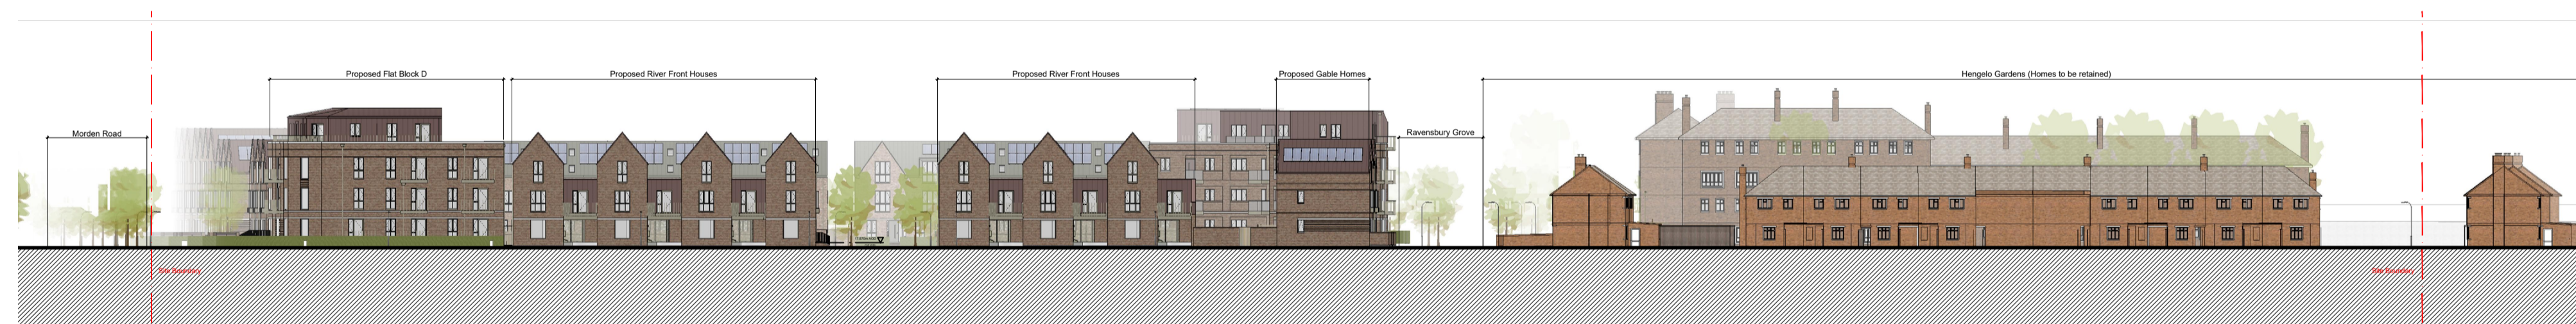 Proposed Flat Block D
Proposed River Front Houses
Proposed River Front Houses
Proposed Gable Homes
Hengelo Gardens (Homes to be retained)
Morden Road
Ravensbury Grove
Site Boundary
Site Boundary